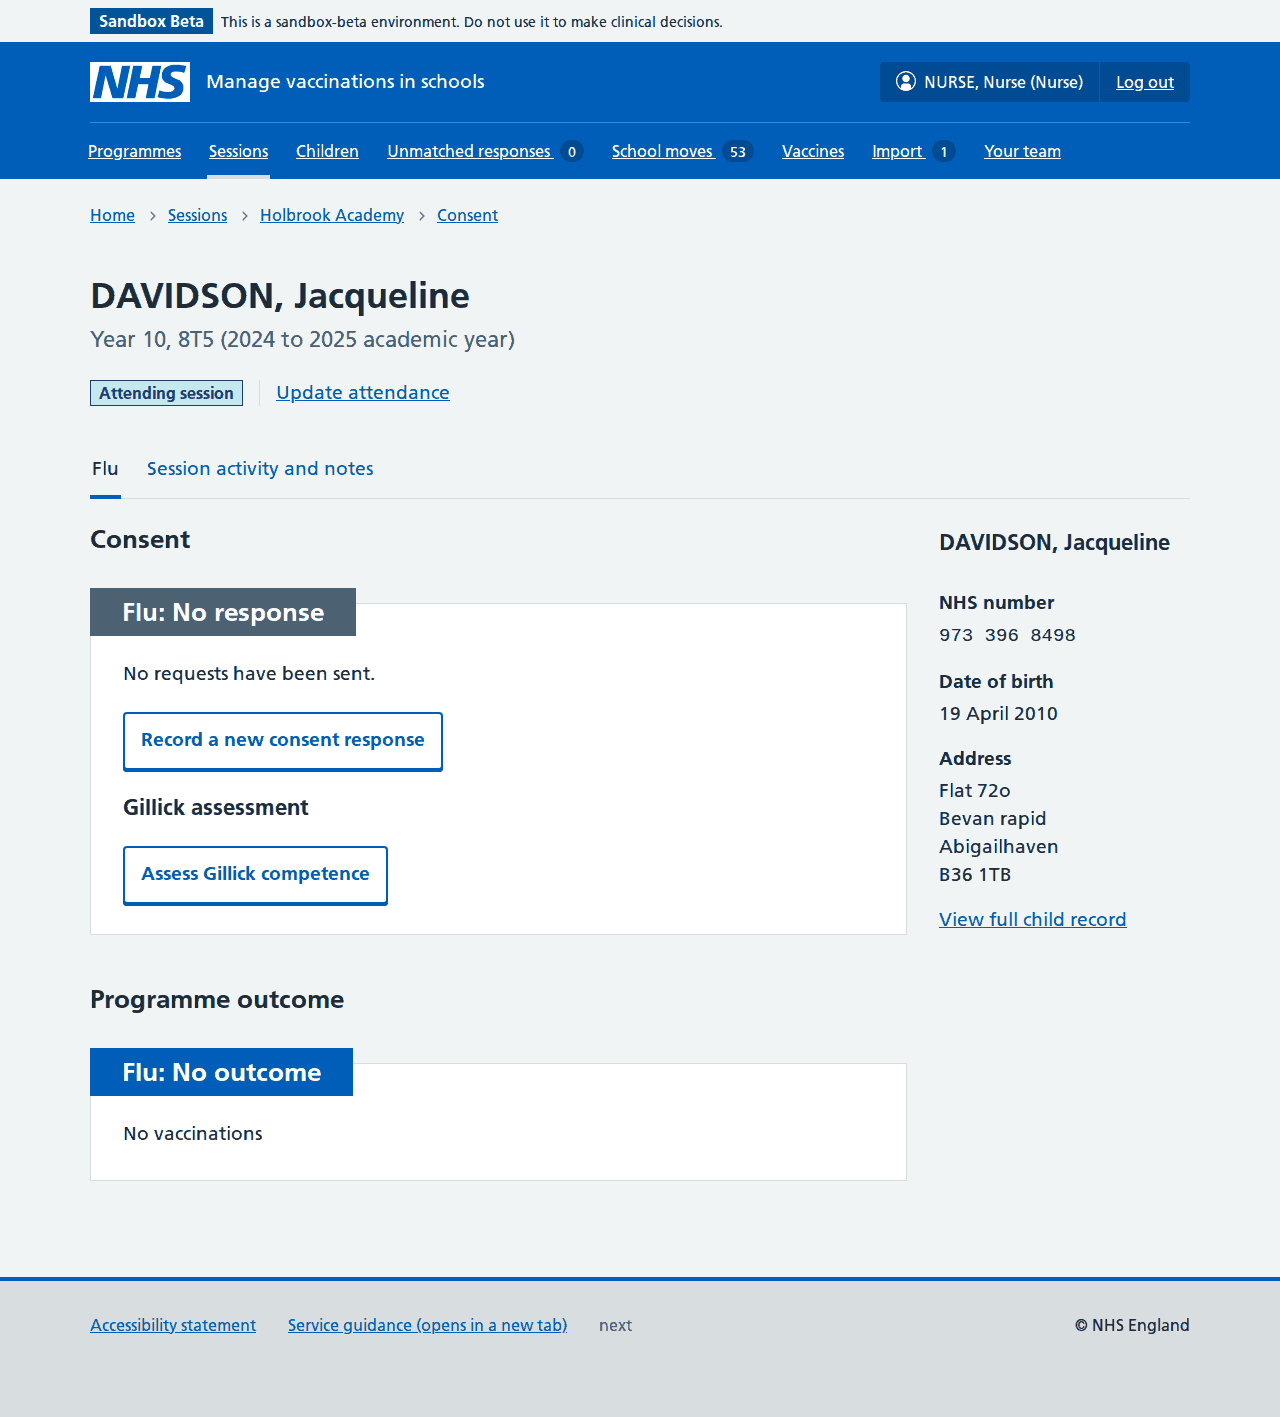 Sandbox Beta This is a sandbox-beta environment. Do not use it to make clinical decisions.
NHS Manage vaccinations in schools NURSE, Nurse (Nurse) Log out
Programmes Sessions Children Unmatched responses 0 School moves 53 Vaccines Import 1 Your team
Home Sessions Holbrook Academy Consent
DAVIDSON, Jacqueline
Year 10, 8T5 (2024 to 2025 academic year)
Attending session Update attendance
Flu Session activity and notes
Consent
Flu: No response
No requests have been sent.
Record a new consent response
Gillick assessment
Assess Gillick competence
Programme outcome
Flu: No outcome
No vaccinations
DAVIDSON, Jacqueline
NHS number
973 396 8498
Date of birth
19 April 2010
Address
Flat 72o
Bevan rapid
Abigailhaven
B36 1TB
View full child record
Accessibility statement Service guidance (opens in a new tab) next © NHS England